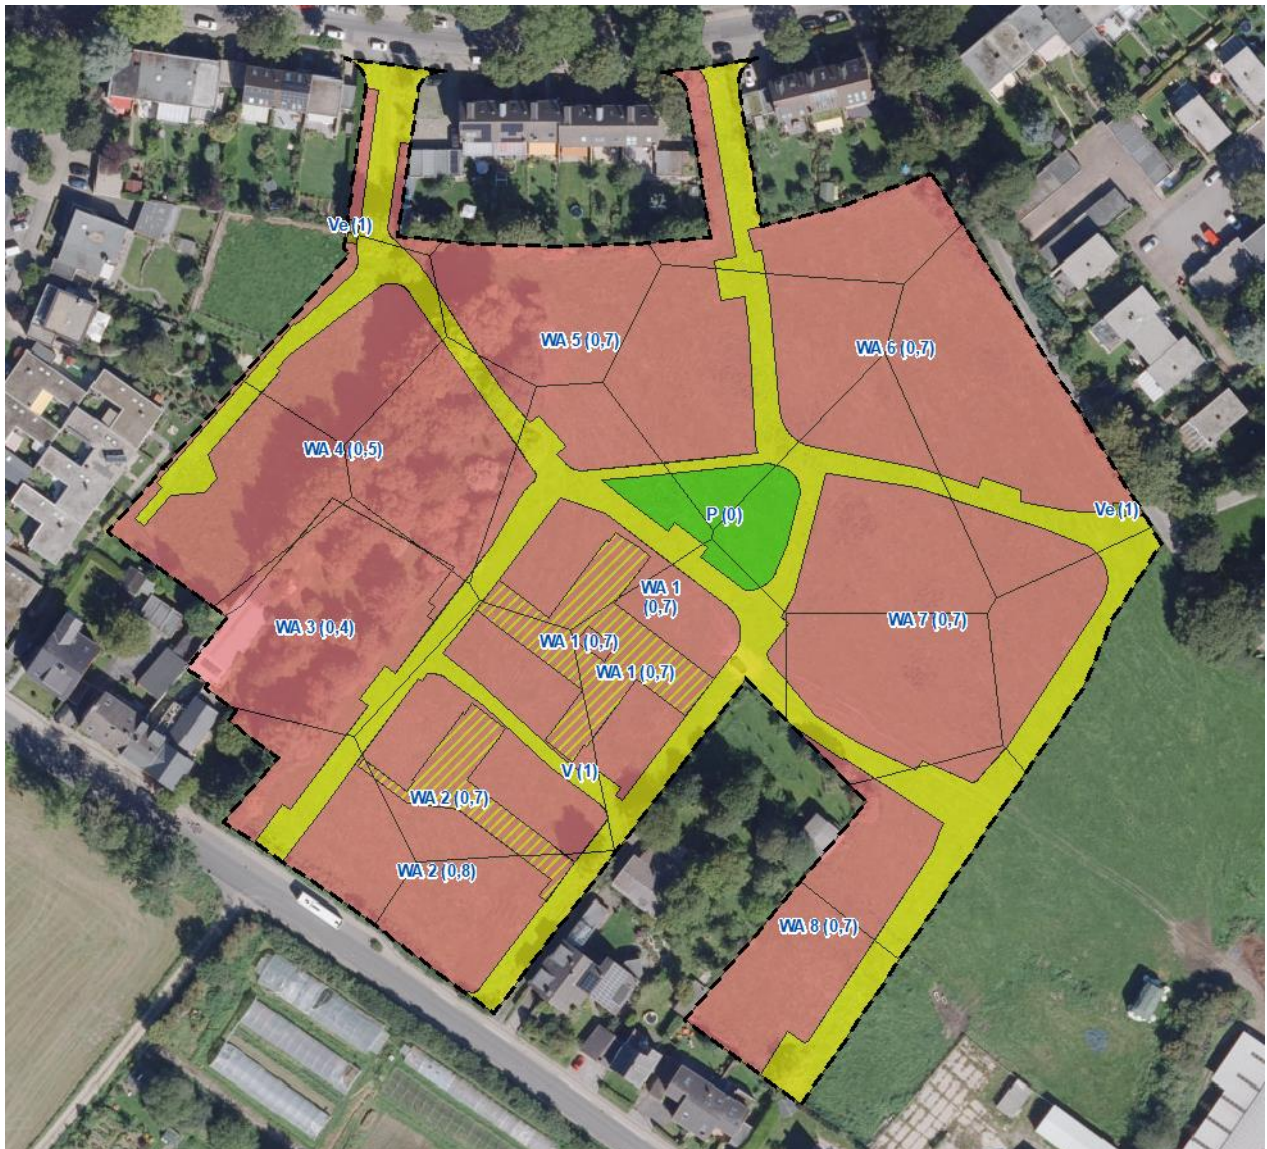 Ve (1)
WA 5 (0,7)
WA 6 (0,7)
WA 4 (0,5)
Ve (1)
P (0)
WA 1
(0,7)
WA 7 (0,7)
WA 3 (0,4)
WA 1 (0,7)
WA 1 (0,7)
V (1)
WA 2 (0,7)
WA 2 (0,8)
WA 8 (0,7)